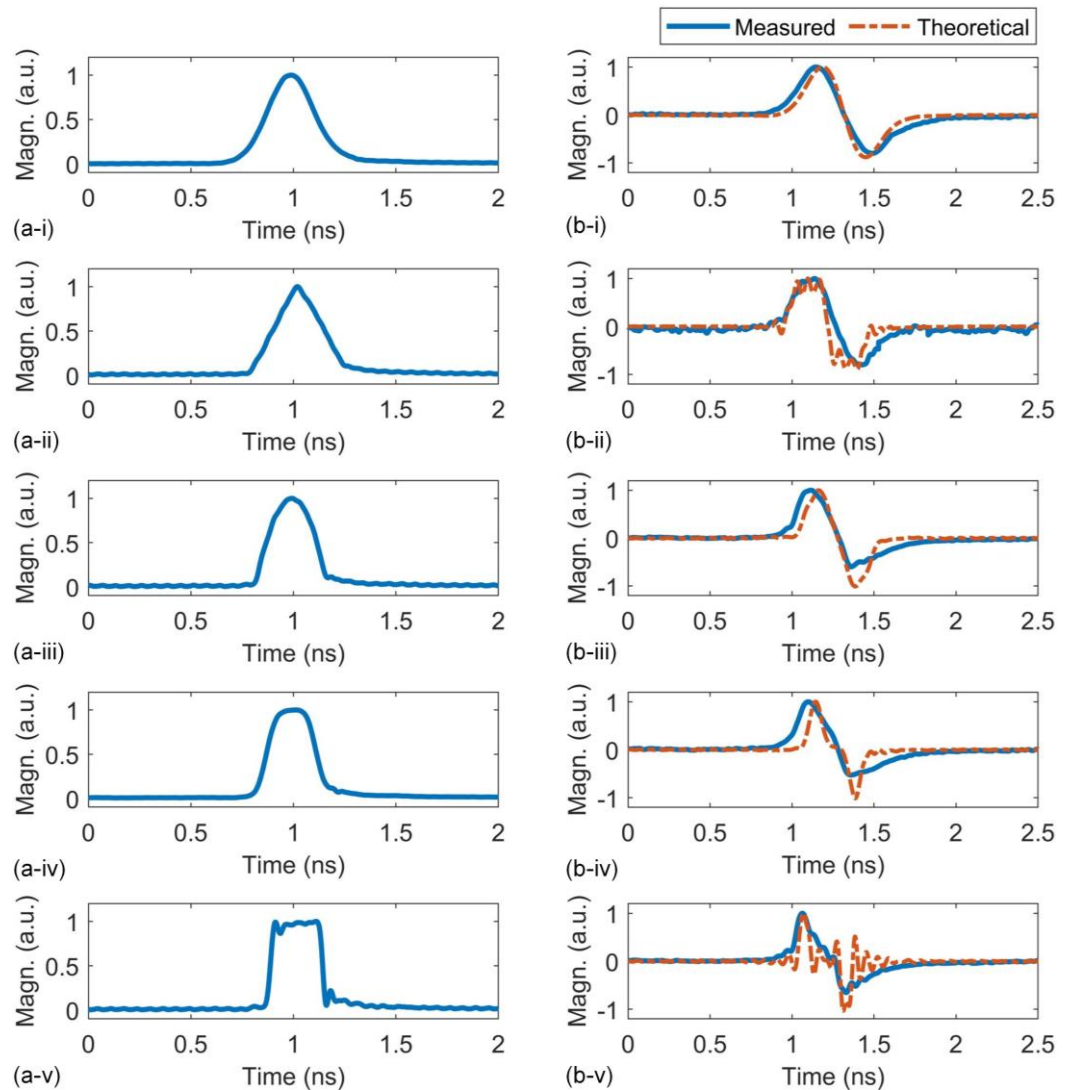 Measured Theoretical
Magn. (a.u.)
1
0.5
0
0 0.5 1 1.5 2
Time (ns)
(a-i)
Magn. (a.u.)
1
0
-1
0 0.5 1 1.5 2 2.5
Time (ns)
(b-i)
Magn. (a.u.)
1
0.5
0
0 0.5 1 1.5 2
Time (ns)
(a-ii)
Magn. (a.u.)
1
0
-1
0 0.5 1 1.5 2 2.5
Time (ns)
(b-ii)
Magn. (a.u.)
1
0.5
0
0 0.5 1 1.5 2
Time (ns)
(a-iii)
Magn. (a.u.)
1
0
-1
0 0.5 1 1.5 2 2.5
Time (ns)
(b-iii)
Magn. (a.u.)
1
0.5
0
0 0.5 1 1.5 2
Time (ns)
(a-iv)
Magn. (a.u.)
1
0
-1
0 0.5 1 1.5 2 2.5
Time (ns)
(b-iv)
Magn. (a.u.)
1
0.5
0
0 0.5 1 1.5 2
Time (ns)
(a-v)
Magn. (a.u.)
1
0
-1
0 0.5 1 1.5 2 2.5
Time (ns)
(b-v)